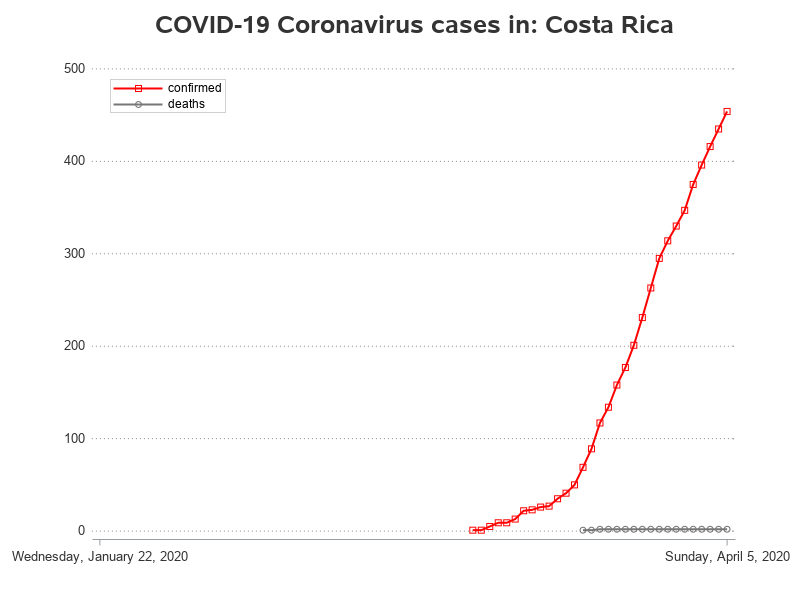 COVID-19 Coronavirus cases in: Costa Rica
500
confirmed
deaths
400
300
200
100
0
Wednesday, January 22, 2020
Sunday, April 5, 2020